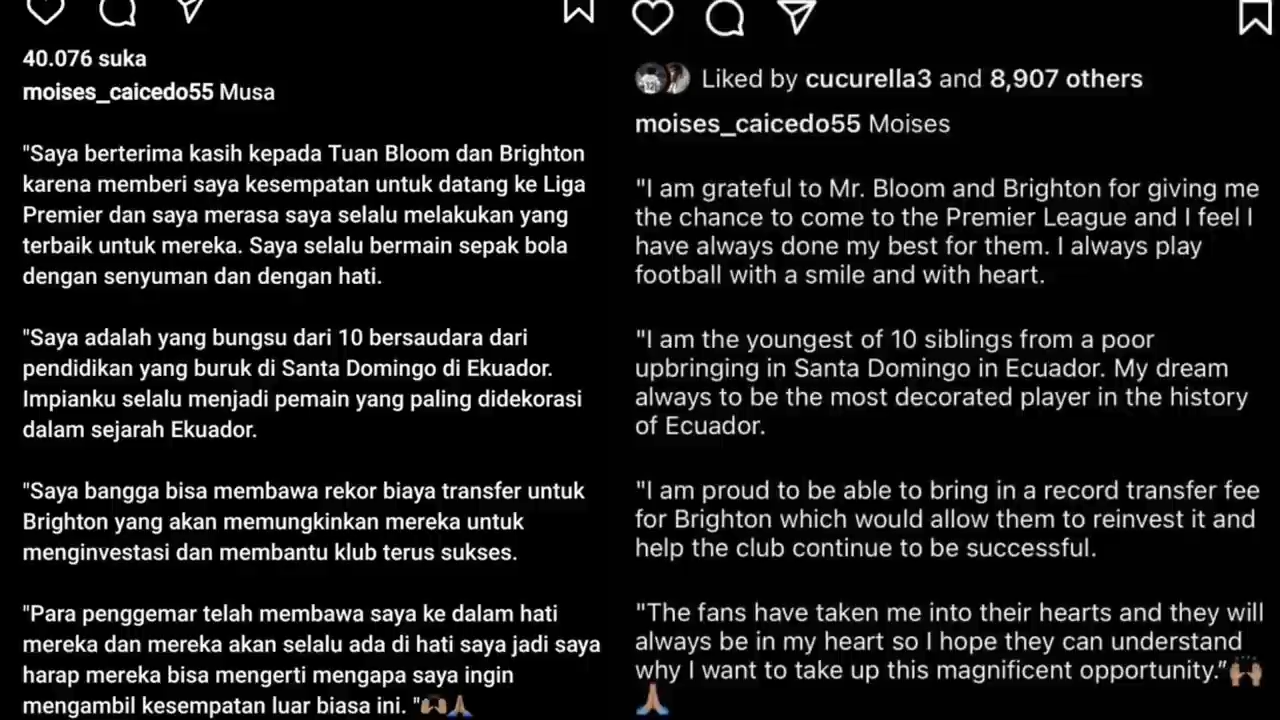 40.076 suka
moises_caicedo55 Musa
"Saya berterima kasih kepada Tuan Bloom dan Brighton
karena memberi saya kesempatan untuk datang ke Liga
Premier dan saya merasa saya selalu melakukan yang
terbaik untuk mereka. Saya selalu bermain sepak bola
dengan senyuman dan dengan hati.
"Saya adalah yang bungsu dari 10 bersaudara dari
pendidikan yang buruk di Santa Domingo di Ekuador.
Impianku selalu menjadi pemain yang paling didekorasi
dalam sejarah Ekuador.
"Saya bangga bisa membawa rekor biaya transfer untuk
Brighton yang akan memungkinkan mereka untuk
menginvestasi dan membantu klub terus sukses.
"Para penggemar telah membawa saya ke dalam hati
mereka dan mereka akan selalu ada di hati saya jadi saya
harap mereka bisa mengerti mengapa saya ingin
mengambil kesempatan luar biasa ini. "🙌🏽🙏🏽
Liked by cucurella3 and 8,907 others
moises_caicedo55 Moises
"I am grateful to Mr. Bloom and Brighton for giving me
the chance to come to the Premier League and I feel I
have always done my best for them. I always play
football with a smile and with heart.
"I am the youngest of 10 siblings from a poor
upbringing in Santa Domingo in Ecuador. My dream
always to be the most decorated player in the history
of Ecuador.
"I am proud to be able to bring in a record transfer fee
for Brighton which would allow them to reinvest it and
help the club continue to be successful.
"The fans have taken me into their hearts and they will
always be in my heart so I hope they can understand
why I want to take up this magnificent opportunity.”🙌🏽
🙏🏽